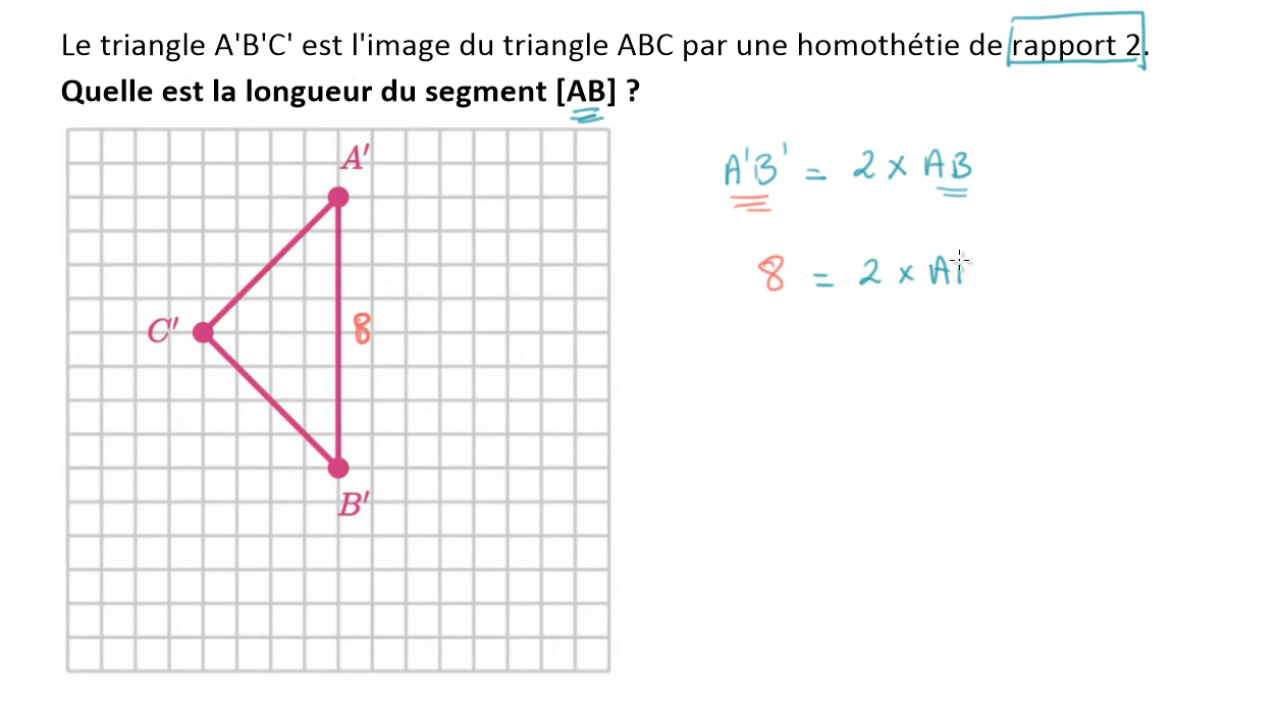 Le triangle A'B'C' est l'image du triangle ABC par une homothétie de rapport 2.
Quelle est la longueur du segment [AB] ?
A'
A'B' = 2 × AB
8 = 2 × A
C'
8
B'